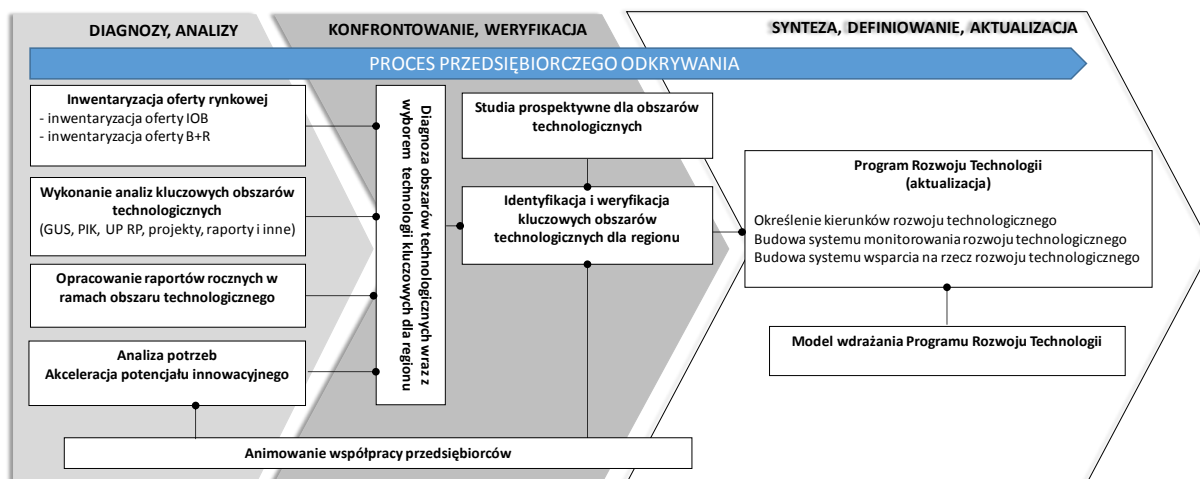 DIAGNOZY, ANALIZY
KONFRONTOWANIE, WERYFIKACJA
SYNTEZA, DEFINIOWANIE, AKTUALIZACJA
PROCES PRZEDSIĘBIORCZEGO ODKRYWANIA
Inwentaryzacja oferty rynkowej
- inwentaryzacja oferty IOB
- inwentaryzacja oferty B+R
Wykonanie analiz kluczowych obszarów
technologicznych
(GUS, PIK, UP RP, projekty, raporty i inne)
Opracowanie raportów rocznych w
ramach obszaru technologicznego
Analiza potrzeb
Akceleracja potencjału innowacyjnego
Diagnoza obszarów technologicznych wraz z
wyborem technologii kluczowych dla regionu
Studia prospektywne dla obszarów
technologicznych
Identyfikacja i weryfikacja
kluczowych obszarów
technologicznych dla regionu
Program Rozwoju Technologii
(aktualizacja)
Określenie kierunków rozwoju technologicznego
Budowa systemu monitorowania rozwoju technologicznego
Budowa systemu wsparcia na rzecz rozwoju technologicznego
Model wdrażania Programu Rozwoju Technologii
Animowanie współpracy przedsiębiorców